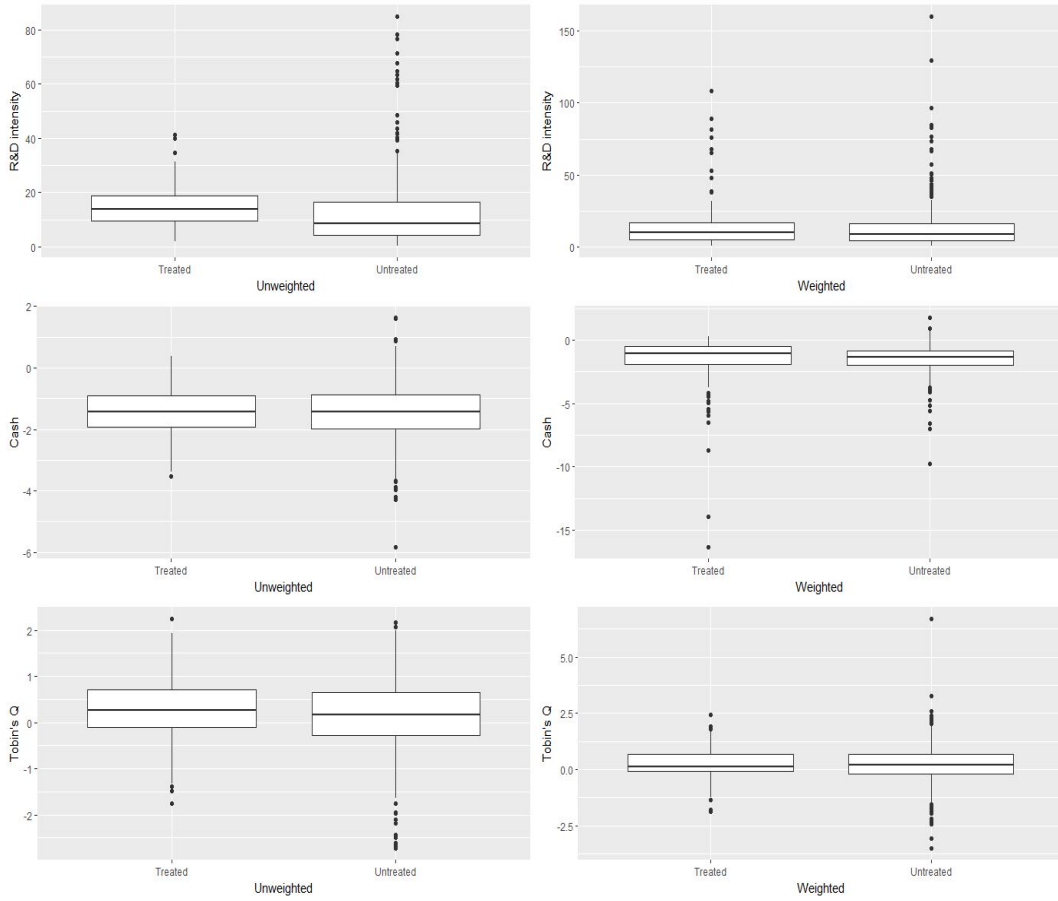 R&D intensity
80
60
40
20
0
Treated
Untreated
Unweighted
R&D intensity
150
100
50
0
Treated
Untreated
Weighted
Cash
2
0
-2
-4
-6
Treated
Untreated
Unweighted
Cash
0
-5
-10
-15
Treated
Untreated
Weighted
Tobin's Q
2
1
0
-1
-2
Treated
Untreated
Unweighted
Tobin's Q
5.0
2.5
0.0
-2.5
Treated
Untreated
Weighted